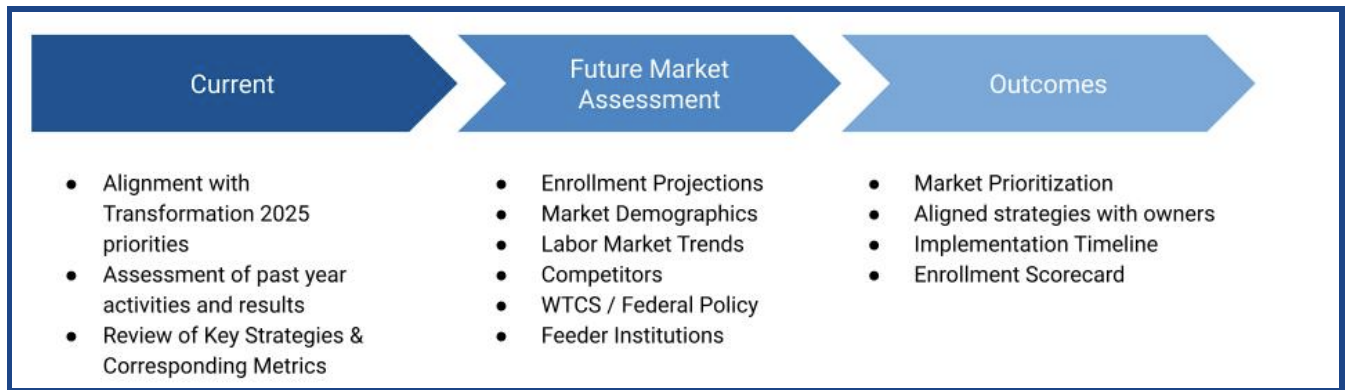 Current
Future Market
Assessment
Outcomes
● Alignment with
Transformation 2025
priorities
● Assessment of past year
activities and results
● Review of Key Strategies &
Corresponding Metrics
● Enrollment Projections
● Market Demographics
● Labor Market Trends
● Competitors
● WTCS / Federal Policy
● Feeder Institutions
● Market Prioritization
● Aligned strategies with owners
● Implementation Timeline
● Enrollment Scorecard